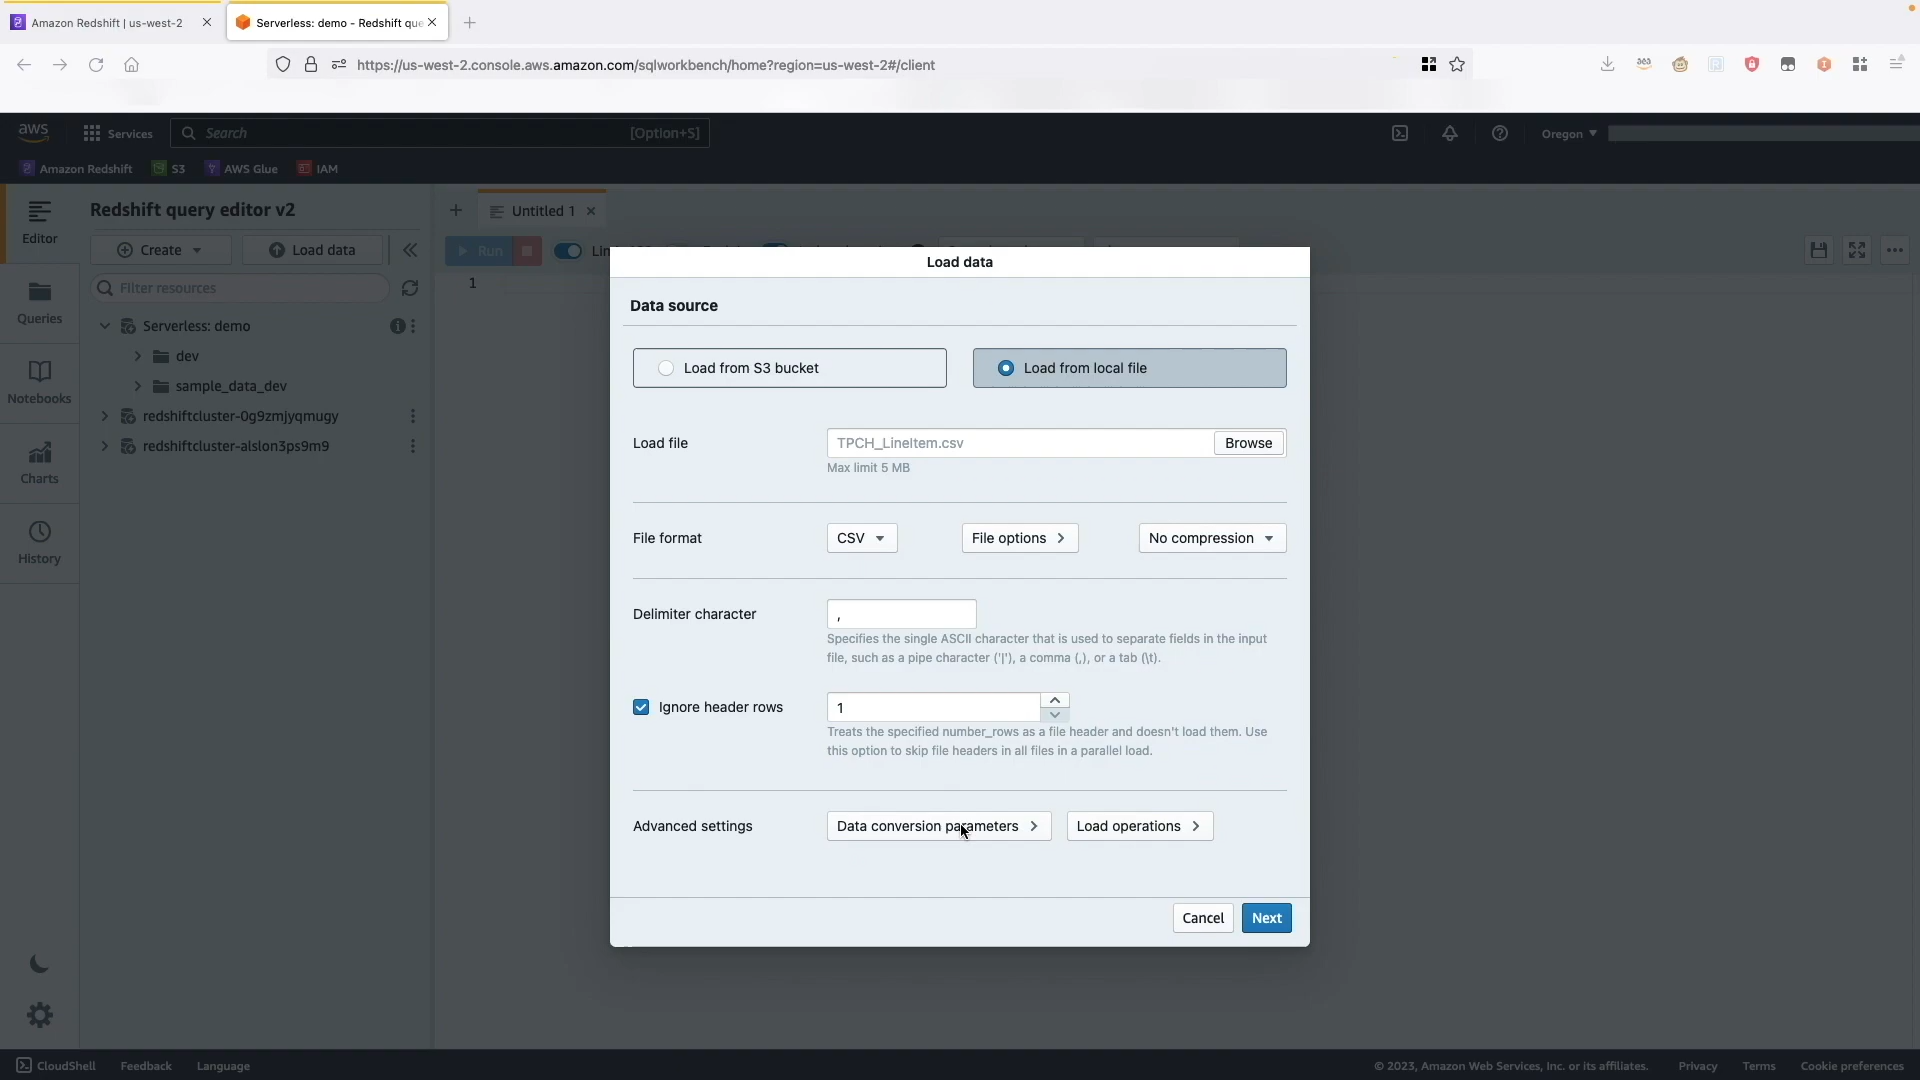 Amazon Redshift | us-west-2
Serverless: demo - Redshift que
https://us-west-2.console.aws.amazon.com/sqlworkbench/home?region=us-west-2#/client
aws
Services
Search
[Option+S]
Oregon
Amazon Redshift
S3
AWS Glue
IAM
Editor
Queries
Notebooks
Charts
History
Redshift query editor v2
Create
Load data
Filter resources
Serverless: demo
dev
sample_data_dev
redshiftcluster-0g9zmjyqmugy
redshiftcluster-alslon3ps9m9
Untitled 1
Run
1
Load data
Data source
Load from S3 bucket
Load from local file
Load file
TPCH_LineItem.csv
Browse
Max limit 5 MB
File format
CSV
File options
No compression
Delimiter character
,
Specifies the single ASCII character that is used to separate fields in the input
file, such as a pipe character ('|'), a comma (,), or a tab (\t).
Ignore header rows
1
Treats the specified number_rows as a file header and doesn't load them. Use
this option to skip file headers in all files in a parallel load.
Advanced settings
Data conversion parameters
Load operations
Cancel
Next
CloudShell
Feedback
Language
© 2023, Amazon Web Services, Inc. or its affiliates.
Privacy
Terms
Cookie preferences